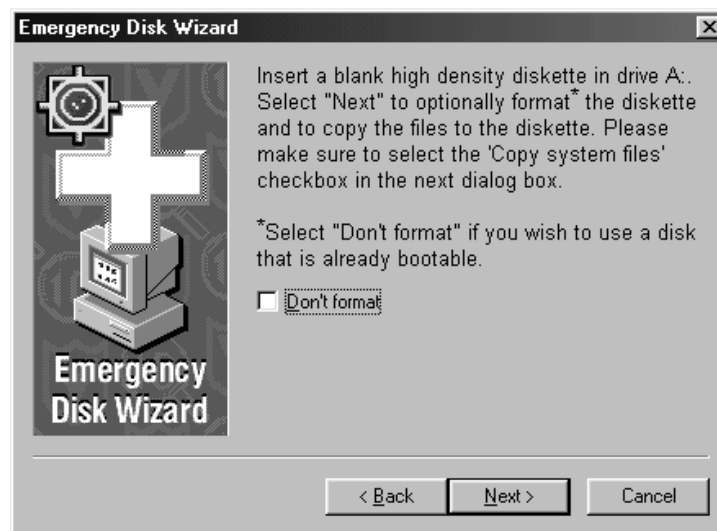 Emergency Disk Wizard
Insert a blank high density diskette in drive A:.
Select "Next" to optionally format* the diskette
and to copy the files to the diskette. Please
make sure to select the 'Copy system files'
checkbox in the next dialog box.
*Select "Don't format" if you wish to use a disk
that is already bootable.
Don't format
Emergency
Disk Wizard
< Back
Next >
Cancel